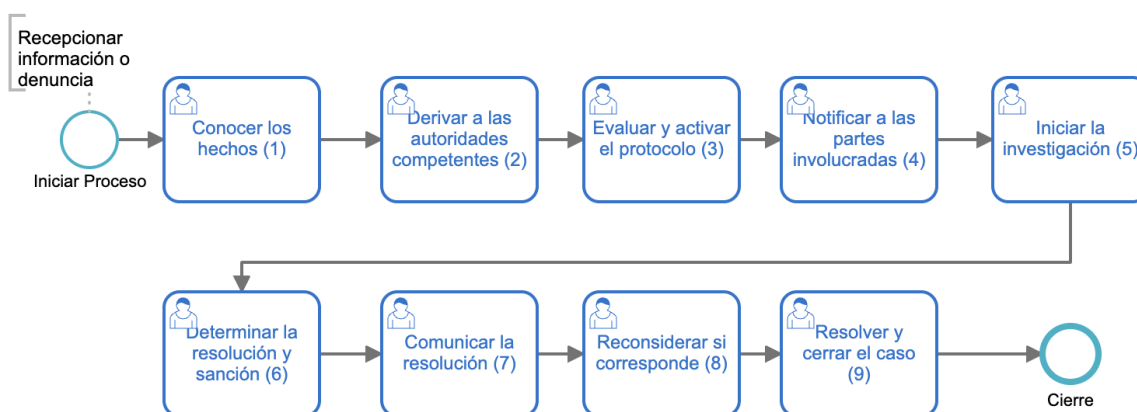 Recepcionar
información o
denuncia
Iniciar Proceso
Conocer los
hechos (1)
Derivar a las
autoridades
competentes (2)
Evaluar y activar
el protocolo (3)
Notificar a las
partes
involucradas (4)
Iniciar la
investigación (5)
Determinar la
resolución y
sanción (6)
Comunicar la
resolución (7)
Reconsiderar si
corresponde (8)
Resolver y
cerrar el caso
(9)
Cierre